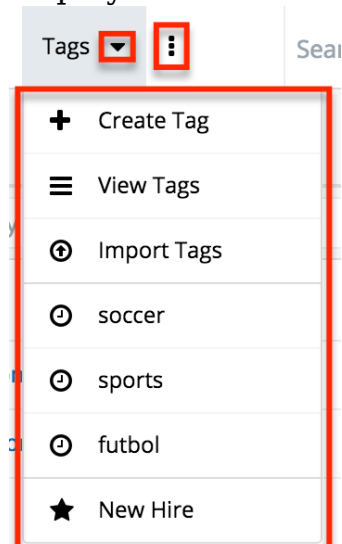 Tags
Sear
Create Tag
View Tags
Import Tags
soccer
sports
futbol
New Hire